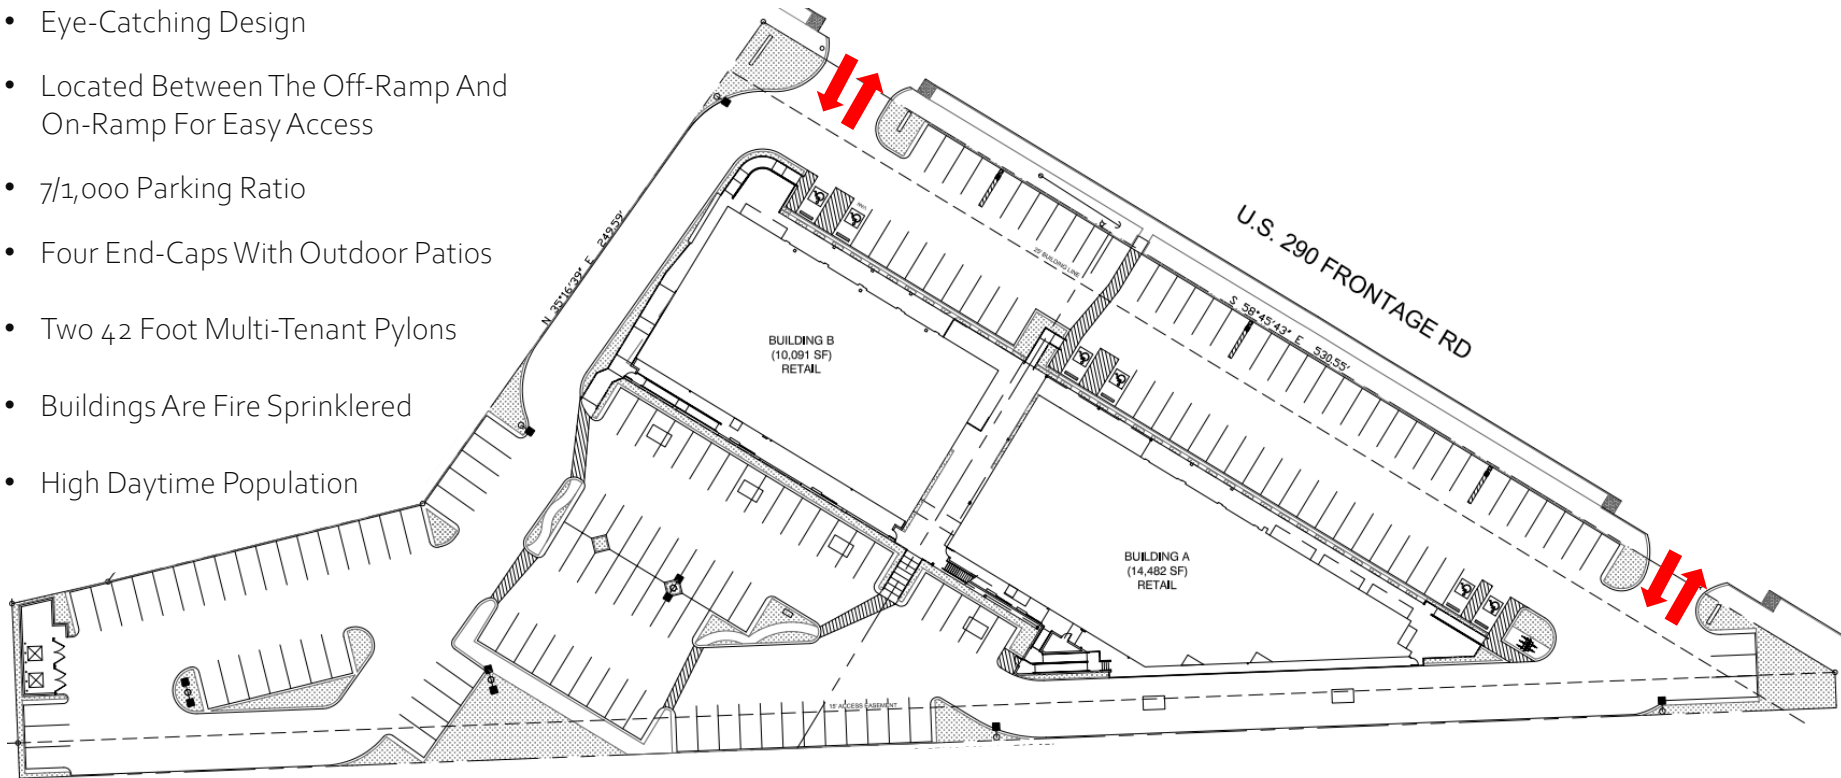 • Eye-Catching Design
• Located Between The Off-Ramp And
On-Ramp For Easy Access
• 7/1,000 Parking Ratio
• Four End-Caps With Outdoor Patios
• Two 42 Foot Multi-Tenant Pylons
• Buildings Are Fire Sprinklered
• High Daytime Population
U.S. 290 FRONTAGE RD
S 58°45'43" E 530.55'
N 35°16'39" E 249.59'
25' BUILDING LINE
BUILDING B
(10,091 SF)
RETAIL
BUILDING A
(14,482 SF)
RETAIL
15' ACCESS EASEMENT